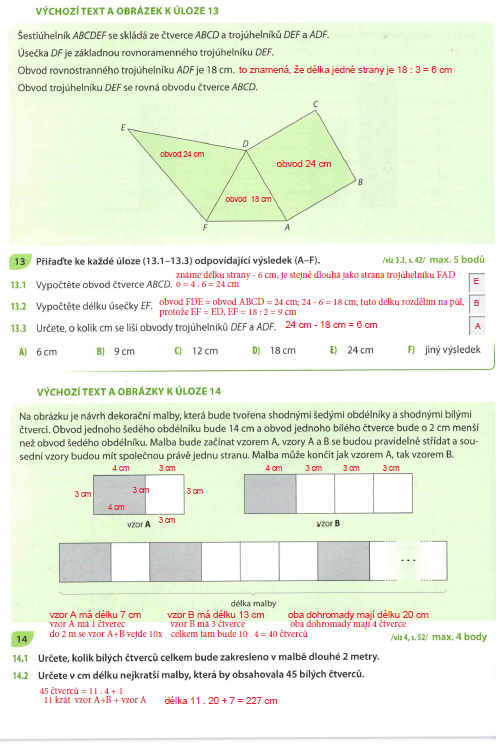 VÝCHOZÍ TEXT A OBRÁZEK K ÚLOZE 13
Šestiúhelník ABCDEF se skládá ze čtverce ABCD a trojúhelníků DEF a ADF.
Úsečka DF je základnou rovnoramenného trojúhelníku DEF.
Obvod rovnostranného trojúhelníku ADF je 18 cm. to znamená, že délka jedné strany je 18 : 3 = 6 cm
Obvod trojúhelníku DEF se rovná obvodu čtverce ABCD.
C
E
D
obvod 24 cm
obvod 24 cm
B
obvod 18 cm
F
A
13 Přiřaďte ke každé úloze (13.1–13.3) odpovídající výsledek (A–F). /viz 3.3, s. 42/ max. 5 bodů
známe délku strany - 6 cm, je stejně dlouhá jako strana trojúhelníku FAD
13.1 Vypočtěte obvod čtverce ABCD. o = 4 . 6 = 24 cm E
13.2 Vypočtěte délku úsečky EF. obvod FDE = obvod ABCD = 24 cm; 24 - 6 = 18 cm; tuto délku rozdělím na půl, B
protože EF = ED, EF = 18 : 2 = 9 cm
13.3 Určete, o kolik cm se liší obvody trojúhelníků DEF a ADF. 24 cm - 18 cm = 6 cm A
A) 6 cm B) 9 cm C) 12 cm D) 18 cm E) 24 cm F) jiný výsledek
VÝCHOZÍ TEXT A OBRÁZKY K ÚLOZE 14
Na obrázku je návrh dekorační malby, která bude tvořena shodnými šedými obdélníky a shodnými bílými
čtverci. Obvod jednoho šedého obdélníku bude 14 cm a obvod jednoho bílého čtverce bude o 2 cm menší
než obvod šedého obdélníku. Malba bude začínat vzorem A, vzory A a B se budou pravidelně střídat a sou-
sední vzory budou mít společnou právě jednu stranu. Malba může končit jak vzorem A, tak vzorem B.
4 cm 3 cm 4 cm 3 cm 3 cm 3 cm
3 cm 3 cm 3 cm
4 cm
3 cm
vzor A vzor B
...
délka malby
vzor A má délku 7 cm vzor B má délku 13 cm oba dohromady mají délku 20 cm
vzor A má 1 čtverec vzor B má 3 čtverce oba dohromady mají 4 čtverce
14 do 2 m se vzor A+B vejde 10x celkem tam bude 10 . 4 = 40 čtverců /viz 4, s. 52/ max. 4 body
14.1 Určete, kolik bílých čtverců celkem bude zakresleno v malbě dlouhé 2 metry.
14.2 Určete v cm délku nejkratší malby, která by obsahovala 45 bílých čtverců.
45 čtverců = 11 . 4 + 1
11 krát vzor A+B + vzor A délka 11 . 20 + 7 = 227 cm